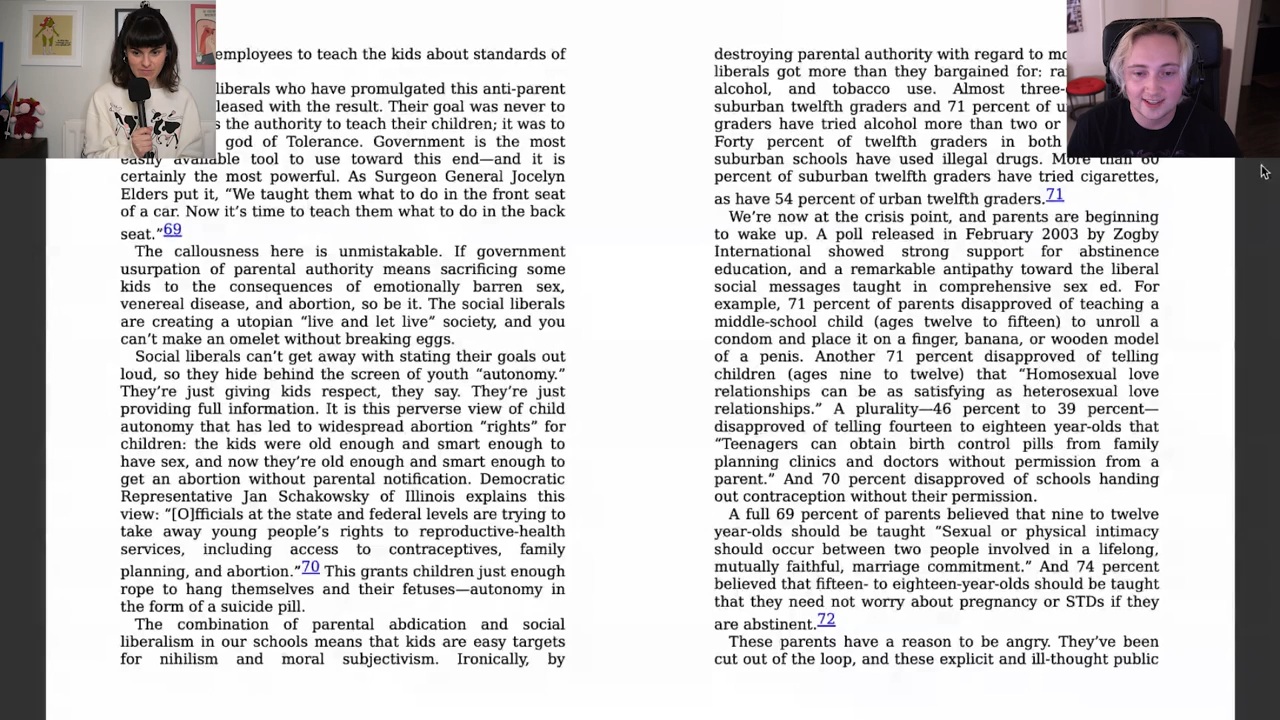 employees to teach the kids about standards of
liberals who have promulgated this anti-parent
leased with the result. Their goal was never to
s the authority to teach their children; it was to
god of Tolerance. Government is the most
easily available tool to use toward this end—and it is
certainly the most powerful. As Surgeon General Jocelyn
Elders put it, “We taught them what to do in the front seat
of a car. Now it’s time to teach them what to do in the back
seat.”69
The callousness here is unmistakable. If government
usurpation of parental authority means sacrificing some
kids to the consequences of emotionally barren sex,
venereal disease, and abortion, so be it. The social liberals
are creating a utopian “live and let live” society, and you
can’t make an omelet without breaking eggs.
Social liberals can’t get away with stating their goals out
loud, so they hide behind the screen of youth “autonomy.”
They’re just giving kids respect, they say. They’re just
providing full information. It is this perverse view of child
autonomy that has led to widespread abortion “rights” for
children: the kids were old enough and smart enough to
have sex, and now they’re old enough and smart enough to
get an abortion without parental notification. Democratic
Representative Jan Schakowsky of Illinois explains this
view: “[O]fficials at the state and federal levels are trying to
take away young people’s rights to reproductive-health
services, including access to contraceptives, family
planning, and abortion.”70 This grants children just enough
rope to hang themselves and their fetuses—autonomy in
the form of a suicide pill.
The combination of parental abdication and social
liberalism in our schools means that kids are easy targets
for nihilism and moral subjectivism. Ironically, by
destroying parental authority with regard to mo
liberals got more than they bargained for: ra
alcohol, and tobacco use. Almost three-
suburban twelfth graders and 71 percent of u
graders have tried alcohol more than two or
Forty percent of twelfth graders in both
suburban schools have used illegal drugs. More than 60
percent of suburban twelfth graders have tried cigarettes,
as have 54 percent of urban twelfth graders.71
We’re now at the crisis point, and parents are beginning
to wake up. A poll released in February 2003 by Zogby
International showed strong support for abstinence
education, and a remarkable antipathy toward the liberal
social messages taught in comprehensive sex ed. For
example, 71 percent of parents disapproved of teaching a
middle-school child (ages twelve to fifteen) to unroll a
condom and place it on a finger, banana, or wooden model
of a penis. Another 71 percent disapproved of telling
children (ages nine to twelve) that “Homosexual love
relationships can be as satisfying as heterosexual love
relationships.” A plurality—46 percent to 39 percent—
disapproved of telling fourteen to eighteen year-olds that
“Teenagers can obtain birth control pills from family
planning clinics and doctors without permission from a
parent.” And 70 percent disapproved of schools handing
out contraception without their permission.
A full 69 percent of parents believed that nine to twelve
year-olds should be taught “Sexual or physical intimacy
should occur between two people involved in a lifelong,
mutually faithful, marriage commitment.” And 74 percent
believed that fifteen- to eighteen-year-olds should be taught
that they need not worry about pregnancy or STDs if they
are abstinent.72
These parents have a reason to be angry. They’ve been
cut out of the loop, and these explicit and ill-thought public